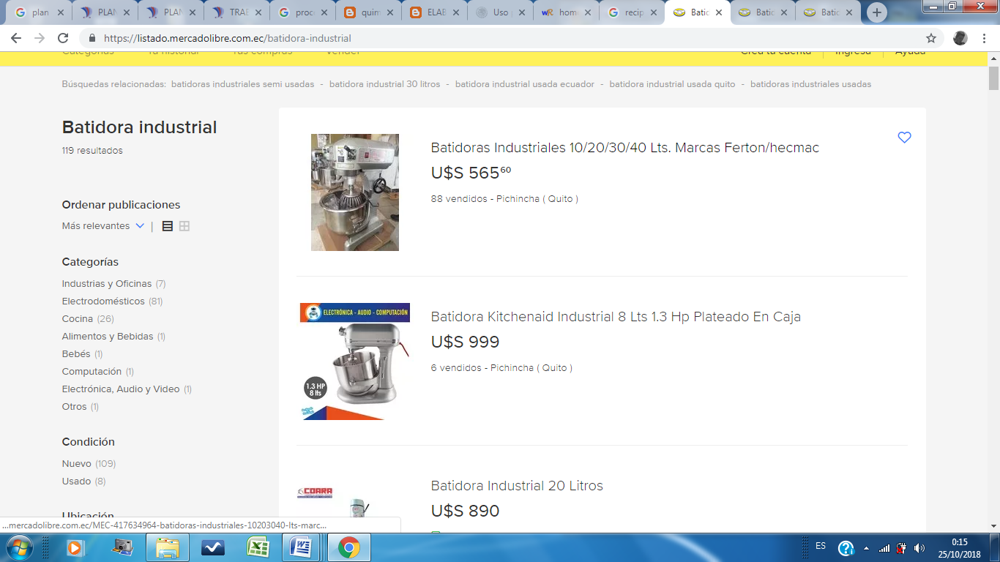 plan
PLAN
PLAN
TRAB
proc
quim
ELAB
Uso
wR
hom
recip
Batic
Batic
Batic
https://listado.mercadolibre.com.ec/batidora-industrial
Categorías Tu historial Tus compras Vender Crea tu cuenta Ingresa Ayuda
Búsquedas relacionadas: batidoras industriales semi usadas - batidora industrial 30 litros - batidora industrial usada ecuador - batidora industrial usada quito - batidoras industriales usadas
Batidora industrial
119 resultados
Ordenar publicaciones
Más relevantes
Categorías
Industrias y Oficinas (7)
Electrodomésticos (81)
Cocina (26)
Alimentos y Bebidas (1)
Bebés (1)
Computación (1)
Electrónica, Audio y Video (1)
Otros (1)
Condición
Nuevo (109)
Usado (8)
Ubicación
Batidoras Industriales 10/20/30/40 Lts. Marcas Ferton/hecmac
U$S 565 60
88 vendidos - Pichincha ( Quito )
ELECTRÓNICA - AUDIO - COMPUTACIÓN
1.3 HP
8 lts
Batidora Kitchenaid Industrial 8 Lts 1.3 Hp Plateado En Caja
U$S 999
6 vendidos - Pichincha ( Quito )
COARA
Batidora Industrial 20 Litros
U$S 890
...mercadolibre.com.ec/MEC-417634964-batidoras-industriales-10203040-lts-marc...
ES
0:15
25/10/2018